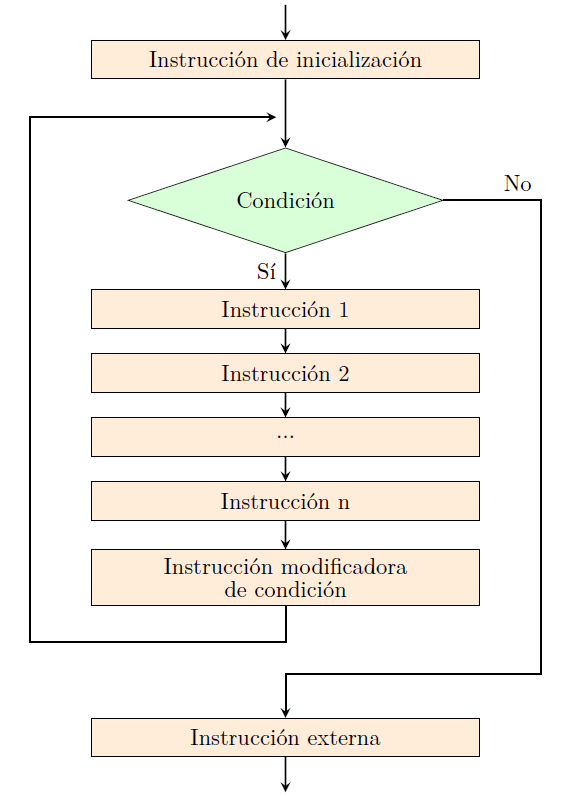 Instrucción de inicialización
Condición
No
Sí
Instrucción 1
Instrucción 2
...
Instrucción n
Instrucción modificadora
de condición
Instrucción externa